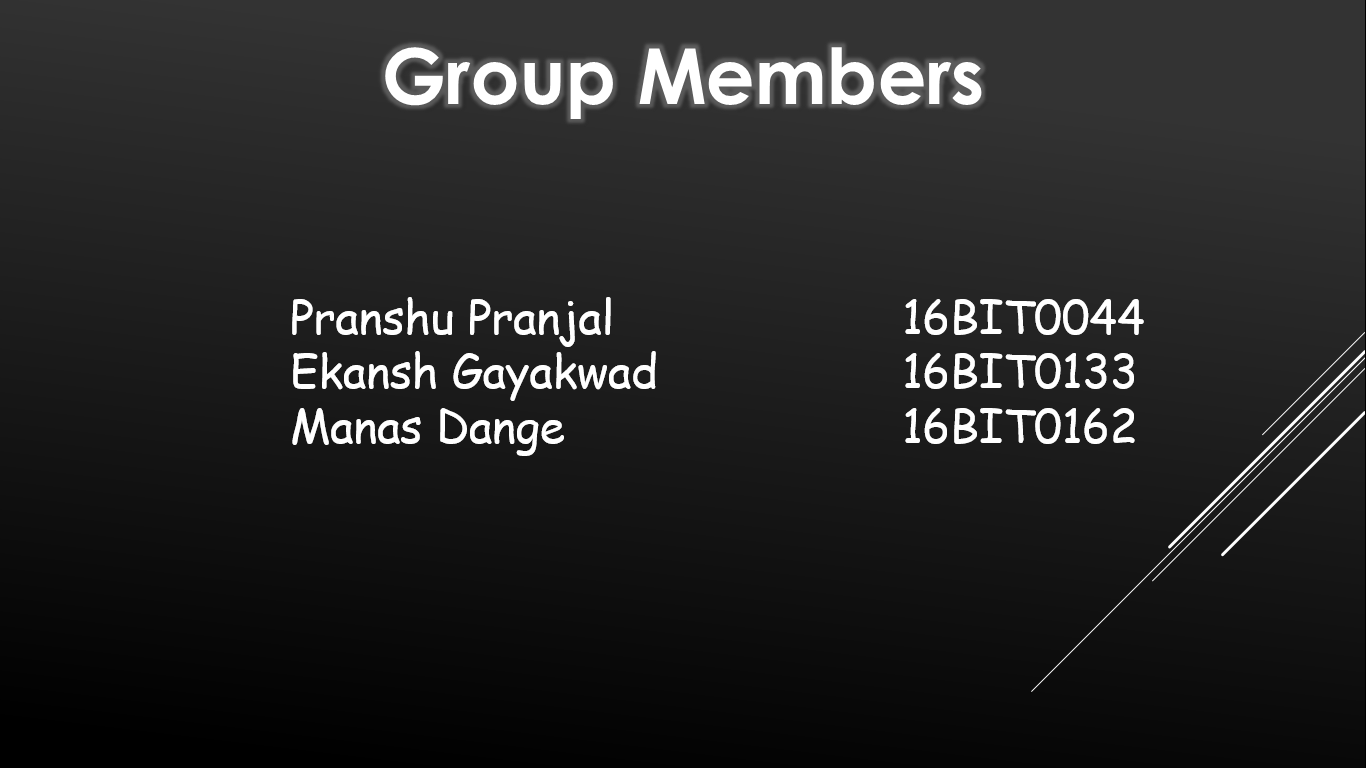 Group Members
Pranshu Pranjal 16BIT0044
Ekansh Gayakwad 16BIT0133
Manas Dange 16BIT0162